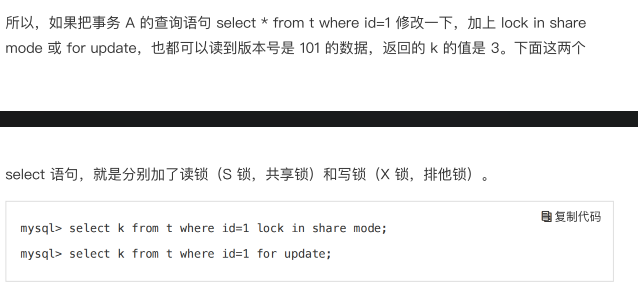 所以，如果把事务 A 的查询语句 select * from t where id=1 修改一下，加上 lock in share
mode 或 for update，也都可以读到版本号是 101 的数据，返回的 k 的值是 3。下面这两个
select 语句，就是分别加了读锁（S 锁，共享锁）和写锁（X 锁，排他锁）。
复制代码
mysql> select k from t where id=1 lock in share mode;
mysql> select k from t where id=1 for update;